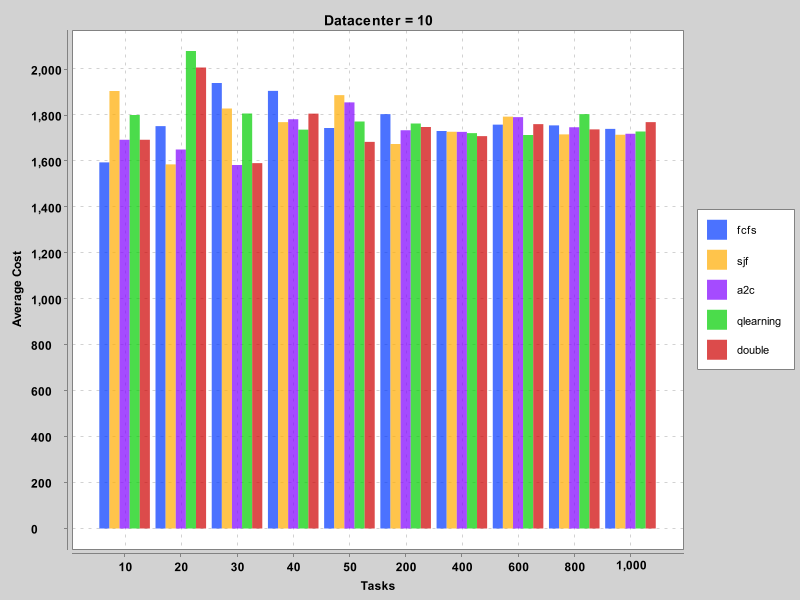 Datacenter = 10
2,000
1,800
1,600
1,400
1,200
1,000
800
600
400
200
0
Average Cost
10 20 30 40 50 200 400 600 800 1,000
Tasks
fcfs
sjf
a2c
qlearning
double